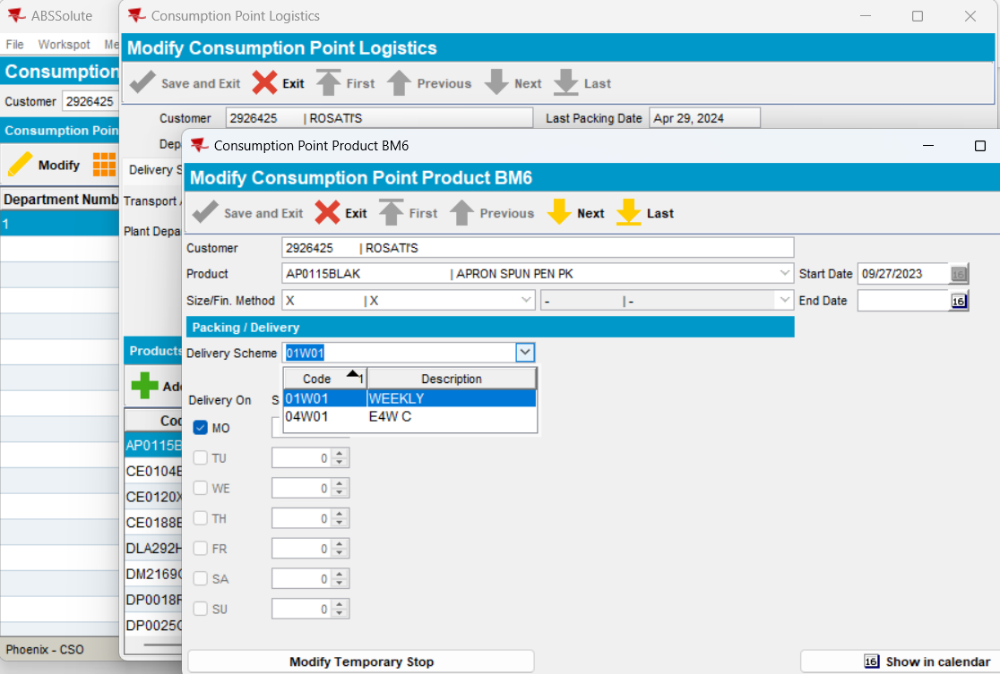 ABSSolute
Consumption Point Logistics
File Workspot Me
Modify Consumption Point Logistics
Consumption
Save and Exit Exit First Previous Next Last
Customer 2926425
Customer 2926425 | ROSATI'S Last Packing Date Apr 29, 2024
Consumption Poin
Dep
Consumption Point Product BM6
Modify
Delivery S
Modify Consumption Point Product BM6
Department Numb
Transport
Save and Exit Exit First Previous Next Last
1
Plant Depa
Customer 2926425 | ROSATI'S
Product AP0115BLAK | APRON SPUN PEN PK Start Date 09/27/2023 16
Size/Fin. Method X | X - | - End Date 16
Packing / Delivery
Products
Delivery Scheme 01W01
Code 1 Description
Add
Delivery On S
01W01 WEEKLY
04W01 E4W C
Cod
MO
AP0115B
TU 0
CE0104E
WE 0
CE0120X
TH 0
CE0188E
FR 0
DLA292H
SA 0
DM2169
SU 0
DP0018F
DP0025
Phoenix - CSO
Modify Temporary Stop
16 Show in calendar